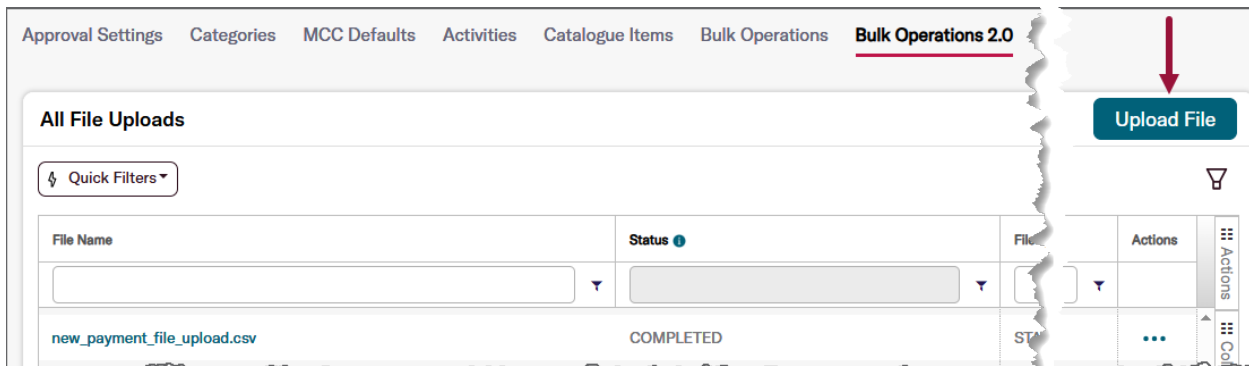 Approval Settings Categories MCC Defaults Activities Catalogue Items Bulk Operations Bulk Operations 2.0
All File Uploads Upload File
Quick Filters
File Name Status File Actions
Actions
new_payment_file_upload.csv COMPLETED